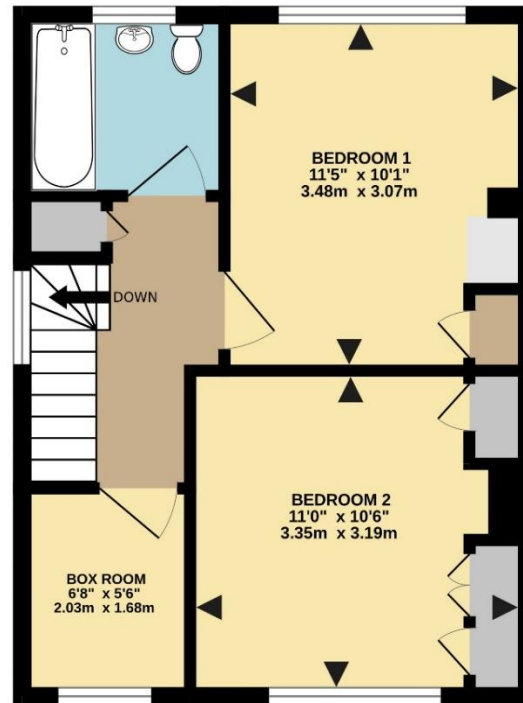 BEDROOM 1
11'5" x 10'1"
3.48m x 3.07m
DOWN
BEDROOM 2
11'0" x 10'6"
3.35m x 3.19m
BOX ROOM
6'8" x 5'6"
2.03m x 1.68m